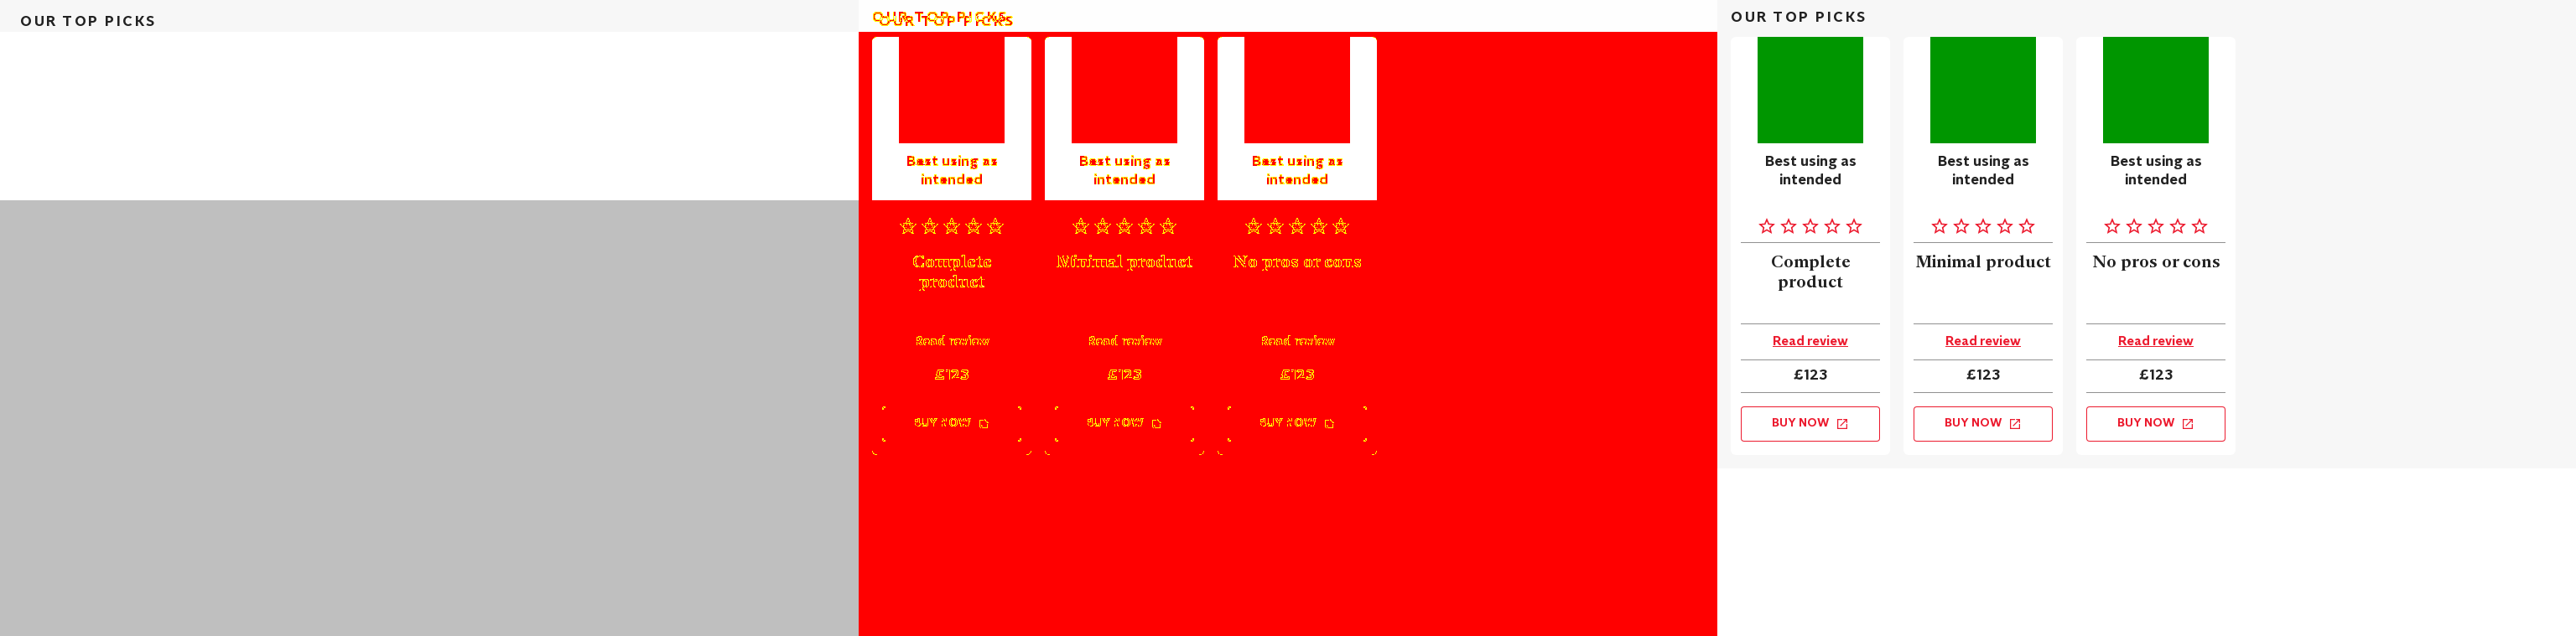 OUR TOP PICKS
OUR TOP PICKS
OUR TOP PICKS
Best using as
intended
Complete
product
Read review
£123
BUY NOW
Best using as
intended
Minimal product
Read review
£123
BUY NOW
Best using as
intended
No pros or cons
Read review
£123
BUY NOW
OUR TOP PICKS
Best using as
intended
Complete
product
Read review
£123
BUY NOW
Best using as
intended
Minimal product
Read review
£123
BUY NOW
Best using as
intended
No pros or cons
Read review
£123
BUY NOW